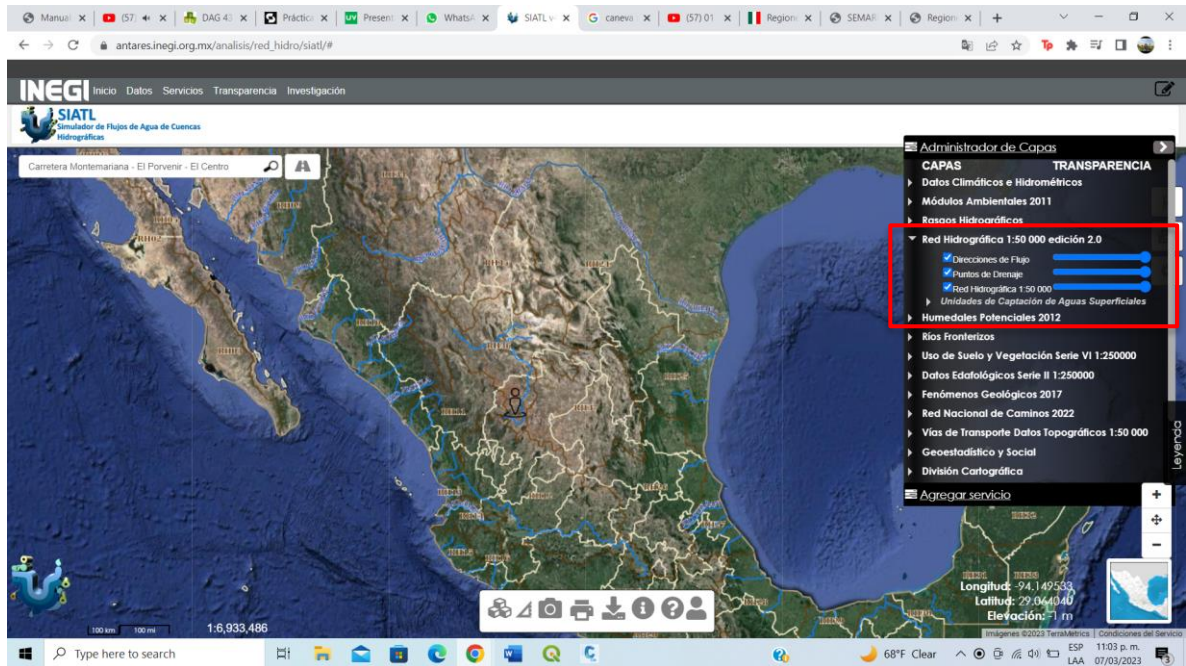 Manual
(57)
DAG 43
Práctica
Present
WhatsA
SIATL v
caneva
(57) 01
Region
SEMAR
Region
antares.inegi.org.mx/analisis/red_hidro/siatl/#
INEGI Inicio Datos Servicios Transparencia Investigación
SIATL
Simulador de Flujos de Agua de Cuencas
Hidrográficas
Carretera Montemariana - El Porvenir - El Centro
Administrador de Capas
CAPAS TRANSPARENCIA
Datos Climáticos e Hidrométricos
Módulos Ambientales 2011
Rasgos Hidrográficos
Red Hidrográfica 1:50 000 edición 2.0
Direcciones de Flujo
Puntos de Drenaje
Red Hidrográfica 1:50 000
Unidades de Captación de Aguas Superficiales
Humedales Potenciales 2012
Ríos Fronterizos
Uso de Suelo y Vegetación Serie VI 1:250000
Datos Edafológicos Serie II 1:250000
Fenómenos Geológicos 2017
Red Nacional de Caminos 2022
Vías de Transporte Datos Topográficos 1:50 000
Geoestadístico y Social
División Cartográfica
Leyenda
Agregar servicio
RH02
Longitud: -94.149533
Latitud: 29.064040
Elevación: -1 m
100 km 100 mi 1:6,933,486
Imágenes ©2023 TerraMetrics Condiciones del Servicio
Type here to search
68°F Clear
ESP
LAA
11:03 p. m.
07/03/2023
3